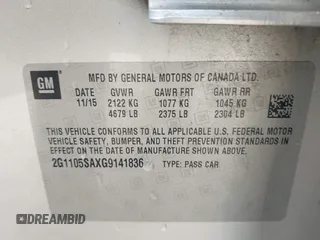 GM
MFD BY GENERAL MOTORS OF CANADA LTD.
DATE GVWR GAWR FRT GAWR RR
11/15 2122 KG 1077 KG 1045 KG
4679 LB 2375 LB 2304 LB
THIS VEHICLE CONFORMS TO ALL APPLICABLE U.S. FEDERAL MOTOR
VEHICLE SAFETY, BUMPER, AND THEFT PREVENTION STANDARDS
IN EFFECT ON THE DATE OF MANUFACTURE SHOWN ABOVE.
2G1105SAXG9141836 TYPE: PASS CAR
DREAMBID